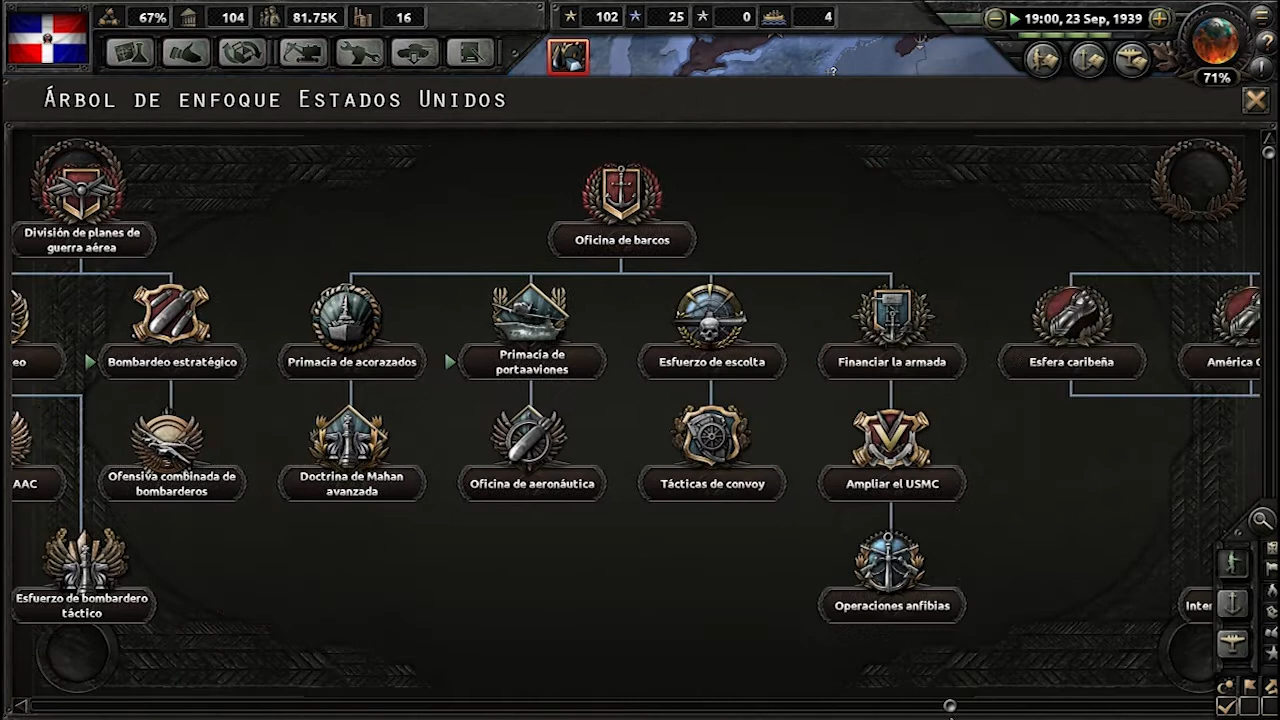 67%
104
81.75K
16
102
25
0
4
19:00, 23 Sep, 1939
71%
Árbol de enfoque Estados Unidos
División de planes de
guerra aérea
Oficina de barcos
eo
Bombardeo estratégico
Primacía de acorazados
Primacía de
portaaviones
Esfuerzo de escolta
Financiar la armada
Esfera caribeña
América C
AAC
Ofensiva combinada de
bombarderos
Doctrina de Mahan
avanzada
Oficina de aeronáutica
Tácticas de convoy
Ampliar el USMC
Esfuerzo de bombardero
táctico
Operaciones anfibias
Inter